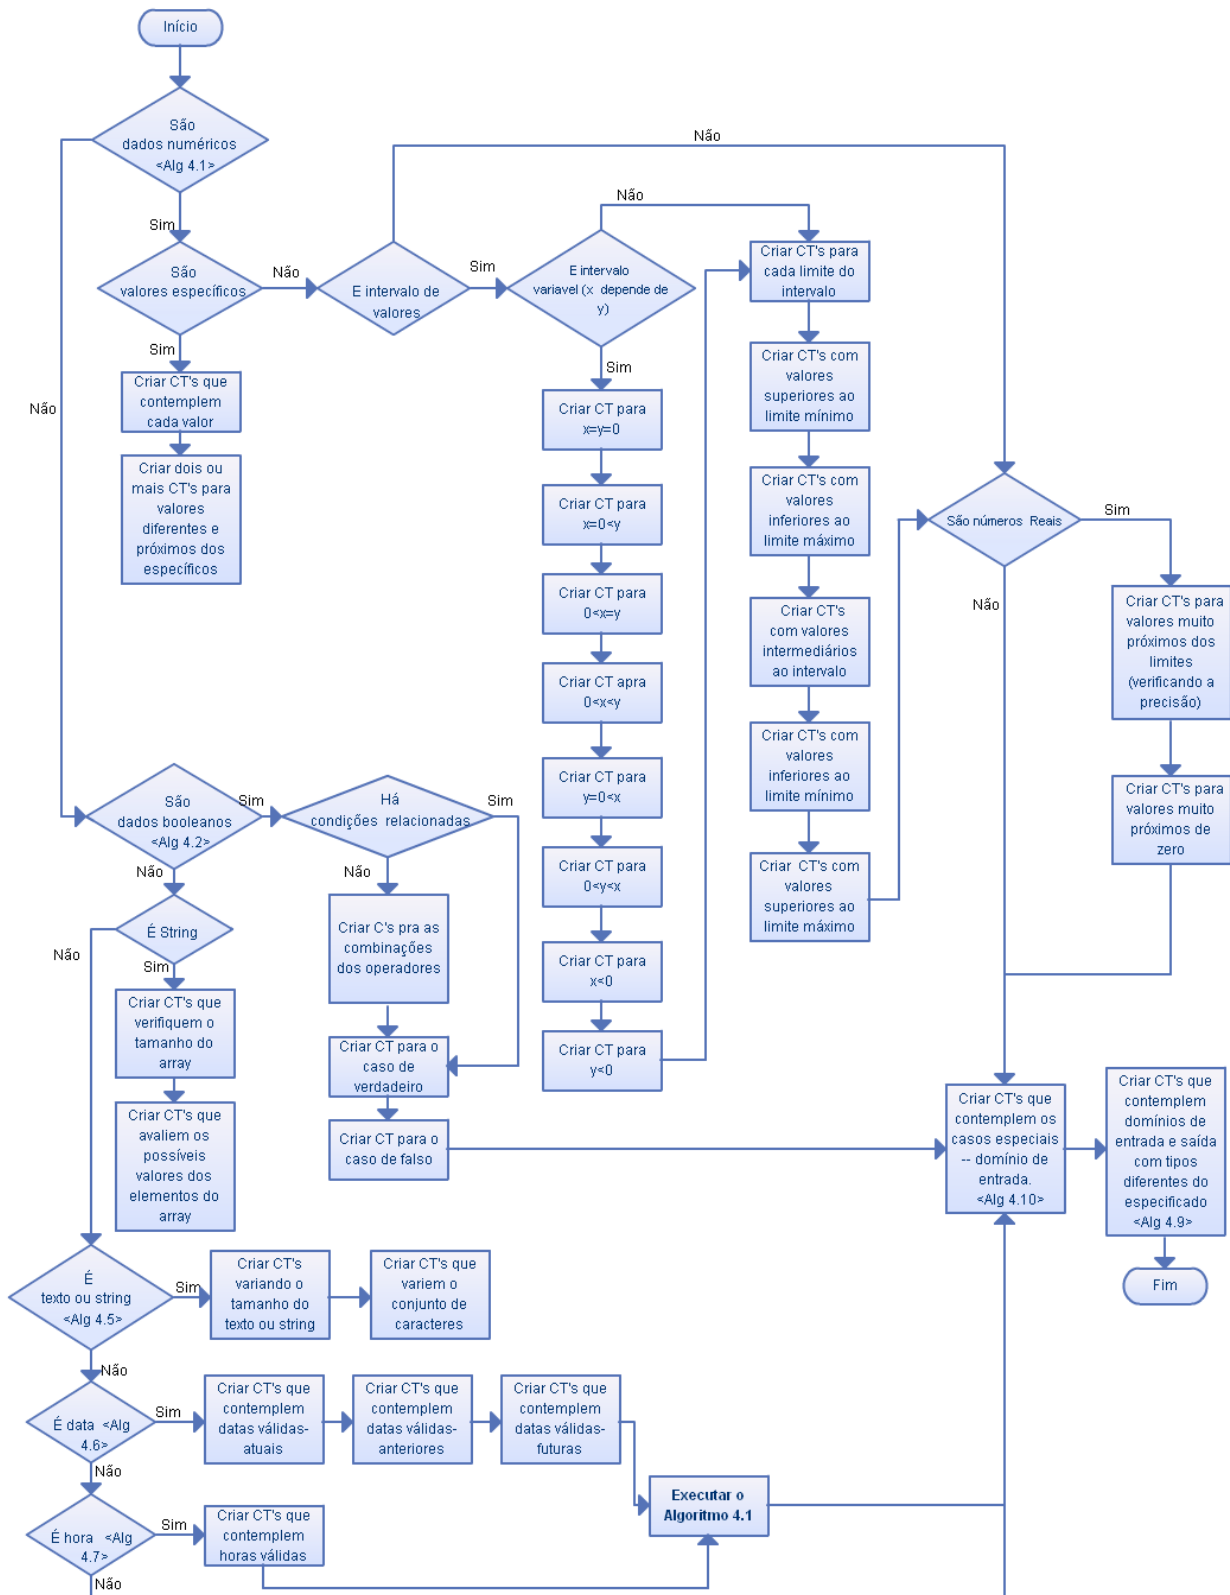 Início
São
dados numéricos
<Alg 4.1>
Sim
Não
São
valores específicos
Não
Sim
Criar CT's que
contemplem
cada valor
Criar dois ou
mais CT's para
valores
diferentes e
próximos dos
específicos
E intervalo de
valores
Não
Sim
E intervalo
variavel (x depende de
y)
Não
Sim
Criar CT para
x=y=0
Criar CT para
x=0<y
Criar CT para
0<x=y
Criar CT apra
0<x<y
Criar CT para
y=0<x
Criar CT para
0<y<x
Criar CT para
x<0
Criar CT para
y<0
Criar CT's para
cada limite do
intervalo
Criar CT's com
valores
superiores ao
limite mínimo
Criar CT's com
valores
inferiores ao
limite máximo
Criar CT's
com valores
intermediários
ao intervalo
Criar CT's com
valores
inferiores ao
limite mínimo
Criar CT's com
valores
superiores ao
limite máximo
São números Reais
Sim
Não
Criar CT's para
valores muito
próximos dos
limites
(verificando a
precisão)
Criar CT's para
valores muito
próximos de
zero
São
dados booleanos
<Alg 4.2>
Sim
Não
Há
condições relacionadas
Sim
Não
Criar C's pra as
combinações
dos operadores
Criar CT para o
caso de
verdadeiro
Criar CT para o
caso de falso
É String
Não
Sim
Criar CT's que
verifiquem o
tamanho do
array
Criar CT's que
avaliem os
possíveis
valores dos
elementos do
array
Criar CT's que
contemplem os
casos especiais
-- domínio de
entrada.
<Alg 4.10>
Criar CT's que
contemplem
domínios de
entrada e saída
com tipos
diferentes do
especificado
<Alg 4.9>
Fim
É
texto ou string
<Alg 4.5>
Sim
Não
Criar CT's
variando o
tamanho do
texto ou string
Criar CT's que
variem o
conjunto de
caracteres
É data <Alg
4.6>
Sim
Não
Criar CT's que
contemplem
datas válidas-
atuais
Criar CT's que
contemplem
datas válidas-
anteriores
Criar CT's que
contemplem
datas válidas-
futuras
É hora <Alg
4.7>
Sim
Não
Criar CT's que
contemplem
horas válidas
Executar o
Algoritmo 4.1